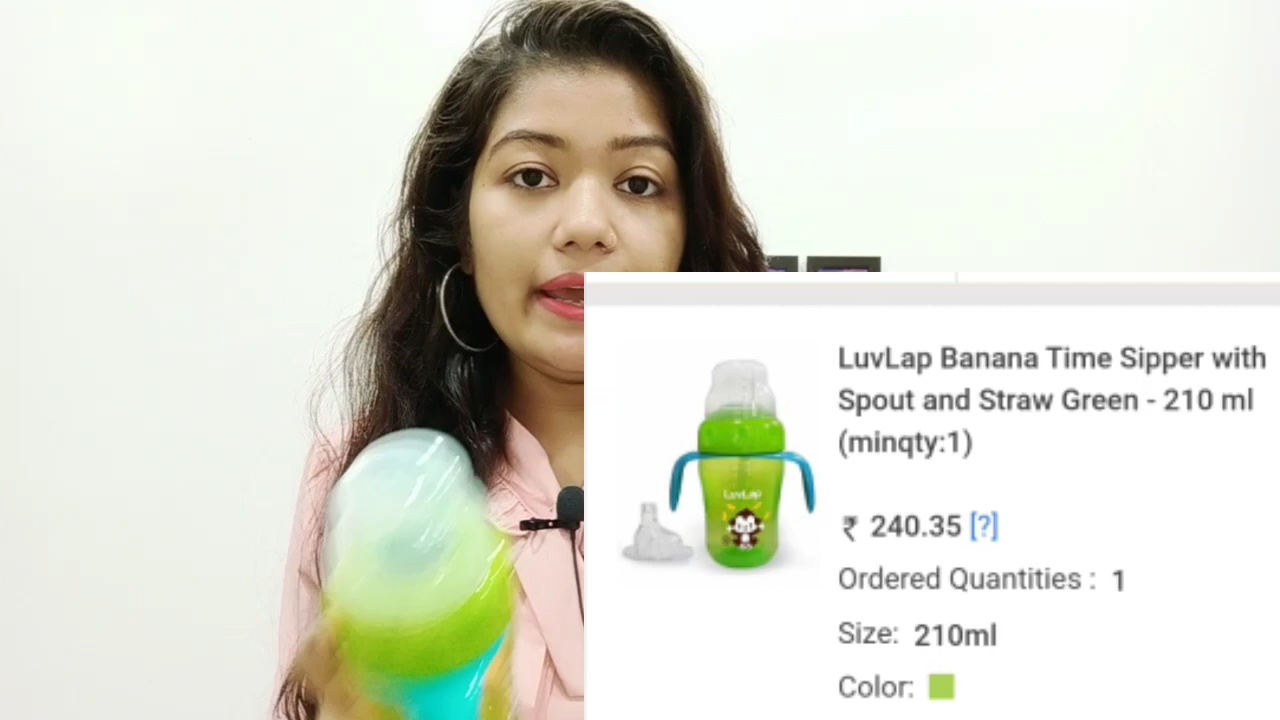 LuvLap
LuvLap Banana Time Sipper with
Spout and Straw Green - 210 ml
(minqty:1)
₹ 240.35 [?]
Ordered Quantities : 1
Size: 210ml
Color: